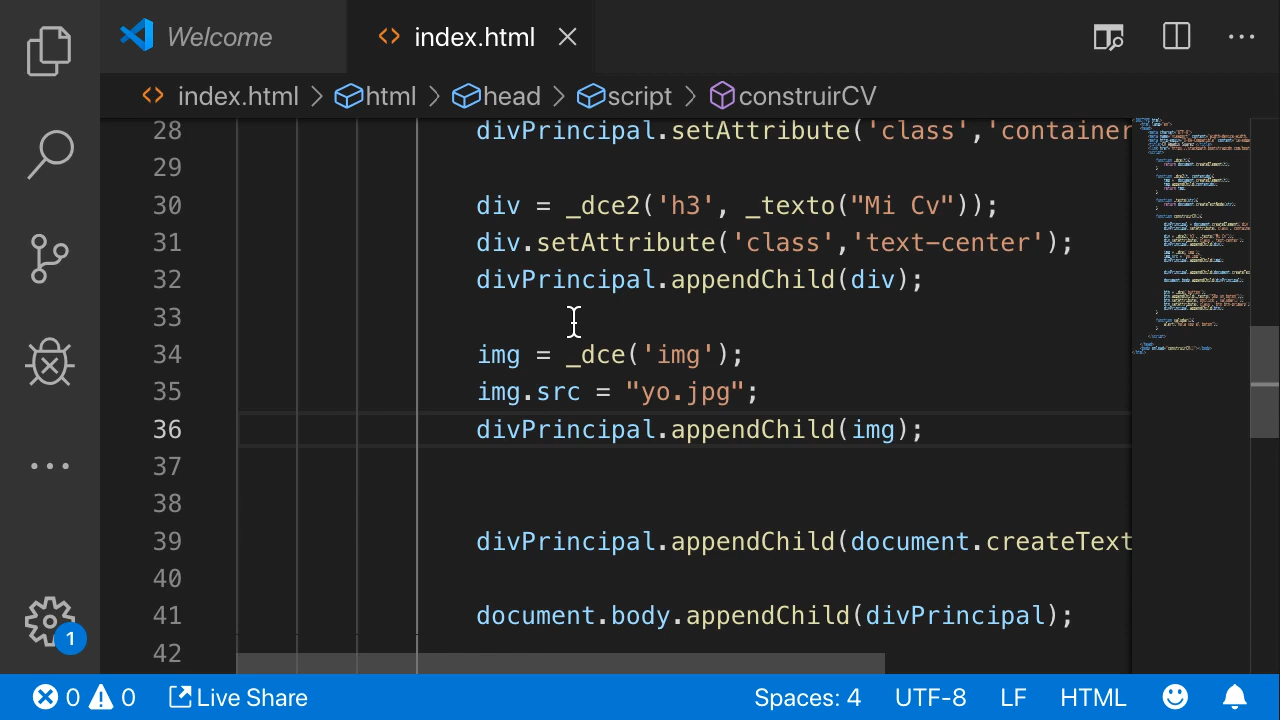 Welcome
index.html
index.html html head script construirCV
28 divPrincipal.setAttribute('class','container
29
30 div = _dce2('h3', _texto("Mi Cv"));
31 div.setAttribute('class','text-center');
32 divPrincipal.appendChild(div);
33
34 img = _dce('img');
35 img.src = "yo.jpg";
36 divPrincipal.appendChild(img);
37
38
39 divPrincipal.appendChild(document.createText
40
41 document.body.appendChild(divPrincipal);
42
1
0 0 Live Share Spaces: 4 UTF-8 LF HTML